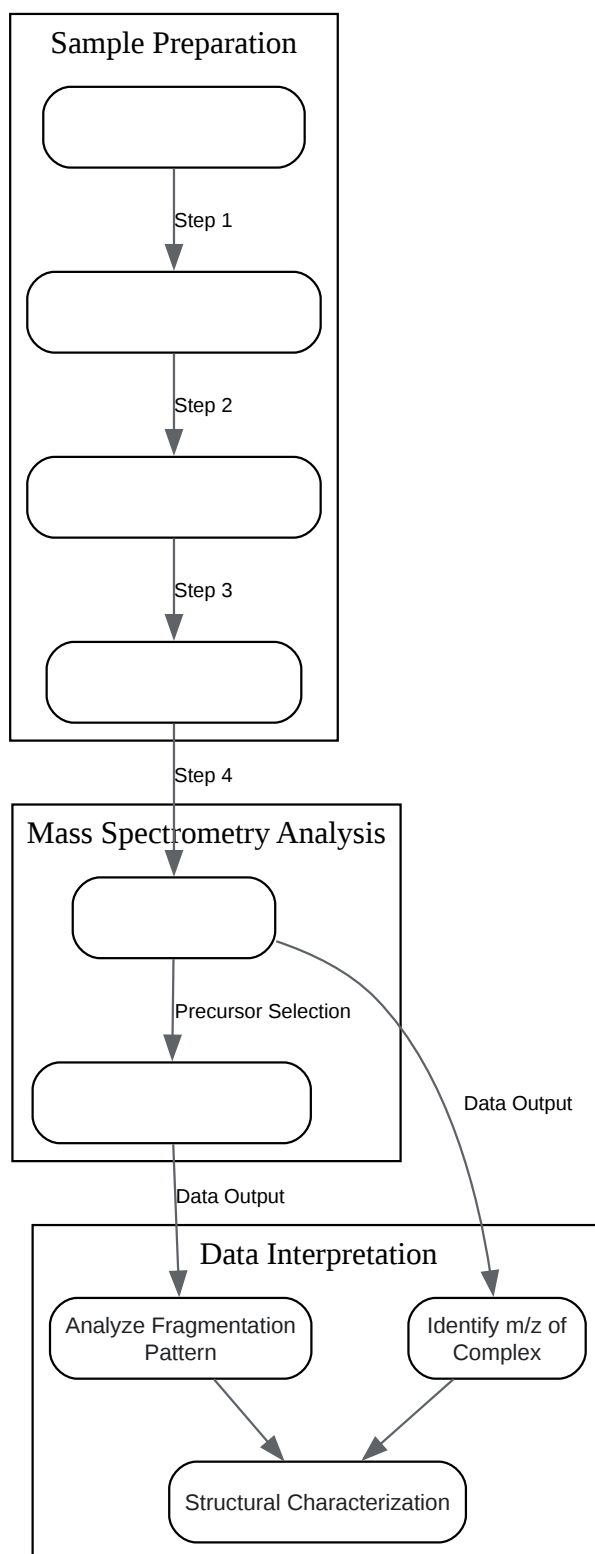 Sample Preparation
Step 1
Step 2
Step 3
Step 4
Mass Spectrometry Analysis
Precursor Selection
Data Output
Data Output
Data Interpretation
Analyze Fragmentation
Pattern
Identify m/z of
Complex
Structural Characterization